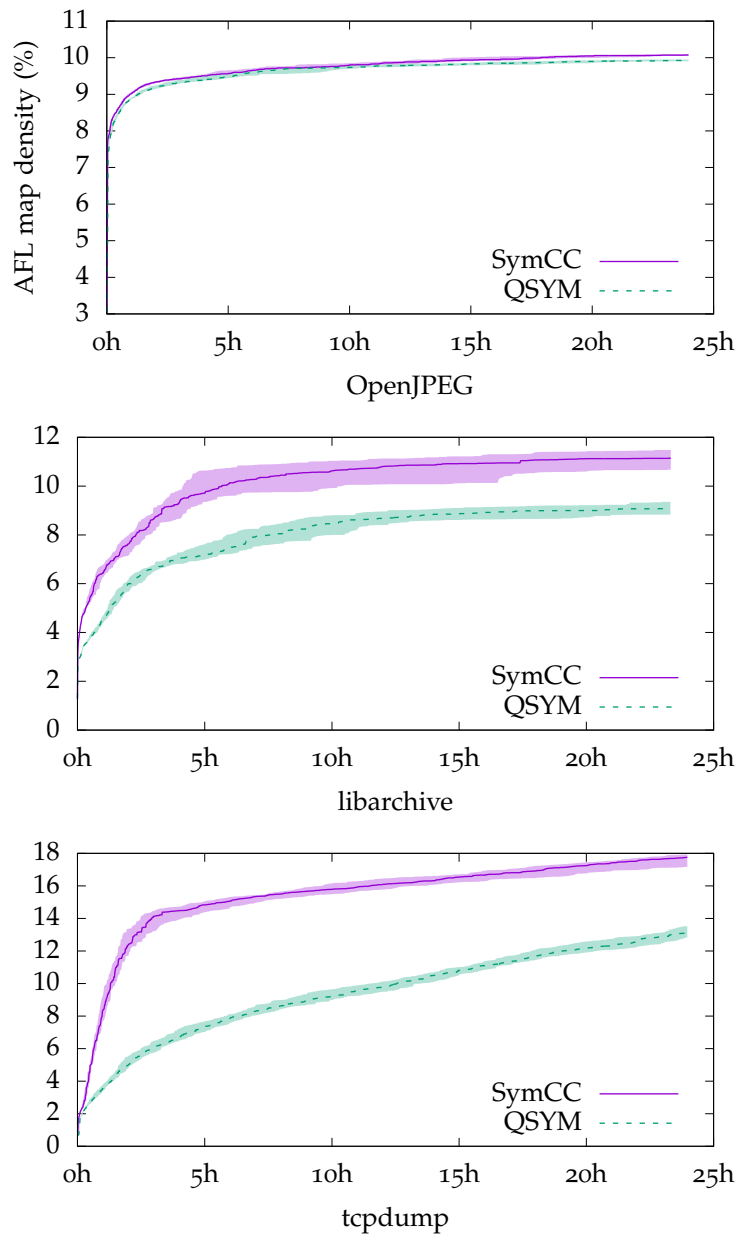 11
10
9
8
7
6
5
4
3
AFL map density (%)
SymCC
QSYM
0h 5h 10h 15h 20h 25h
OpenJPEG
12
10
8
6
4
2
0
SymCC
QSYM
0h 5h 10h 15h 20h 25h
libarchive
18
16
14
12
10
8
6
4
2
0
SymCC
QSYM
0h 5h 10h 15h 20h 25h
tcpdump